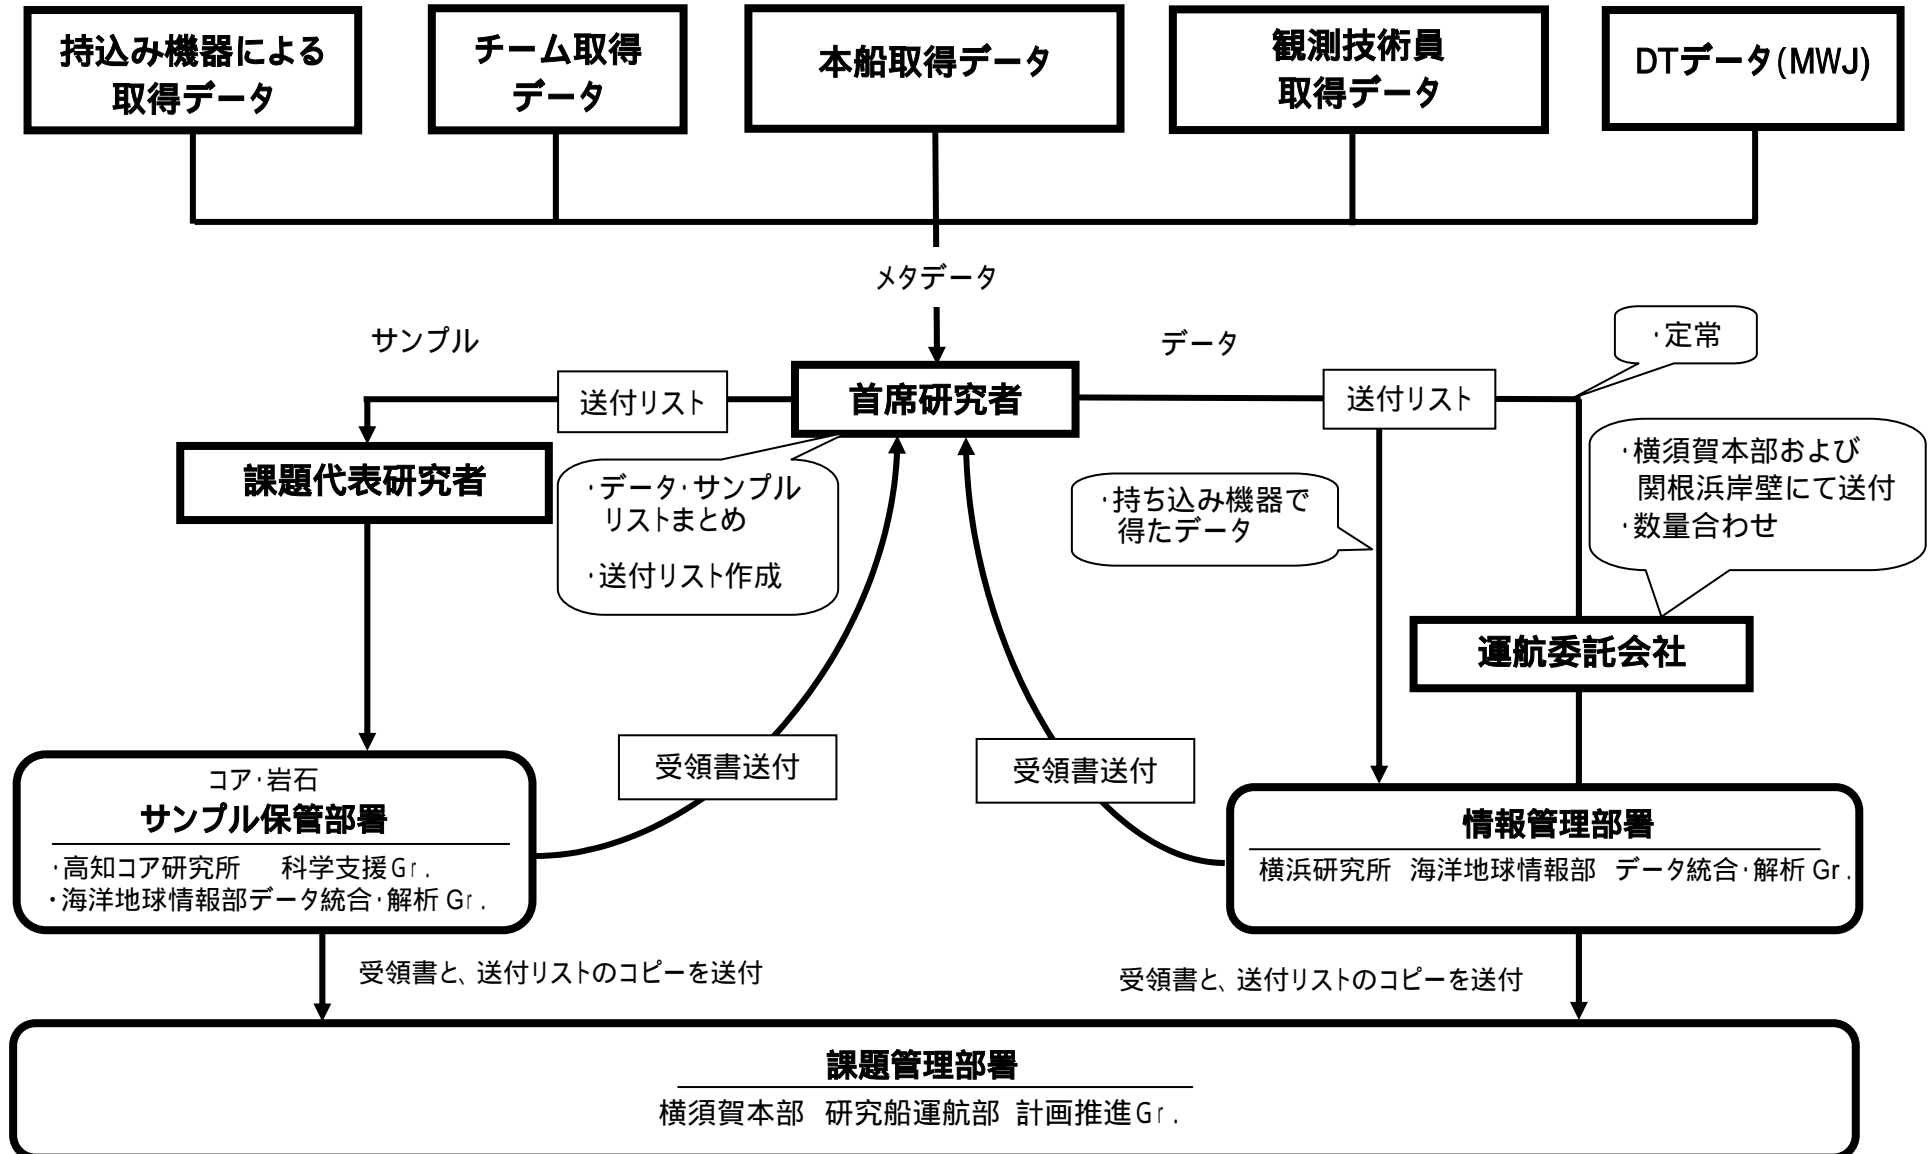 持込み機器による
取得データ
チーム取得
データ
本船取得データ
観測技術員
取得データ
DTデータ(MWJ)
メタデータ
サンプル
データ
・定常
送付リスト
首席研究者
送付リスト
課題代表研究者
・データ・サンプル
リストまとめ
・送付リスト作成
・持ち込み機器で
得たデータ
・横須賀本部および
関根浜岸壁にて送付
・数量合わせ
運航委託会社
受領書送付
受領書送付
コア・岩石
サンプル保管部署
・高知コア研究所 科学支援Gr.
・海洋地球情報部データ統合・解析Gr.
情報管理部署
横浜研究所 海洋地球情報部 データ統合・解析Gr.
受領書と、送付リストのコピーを送付
受領書と、送付リストのコピーを送付
課題管理部署
横須賀本部 研究船運航部 計画推進Gr.